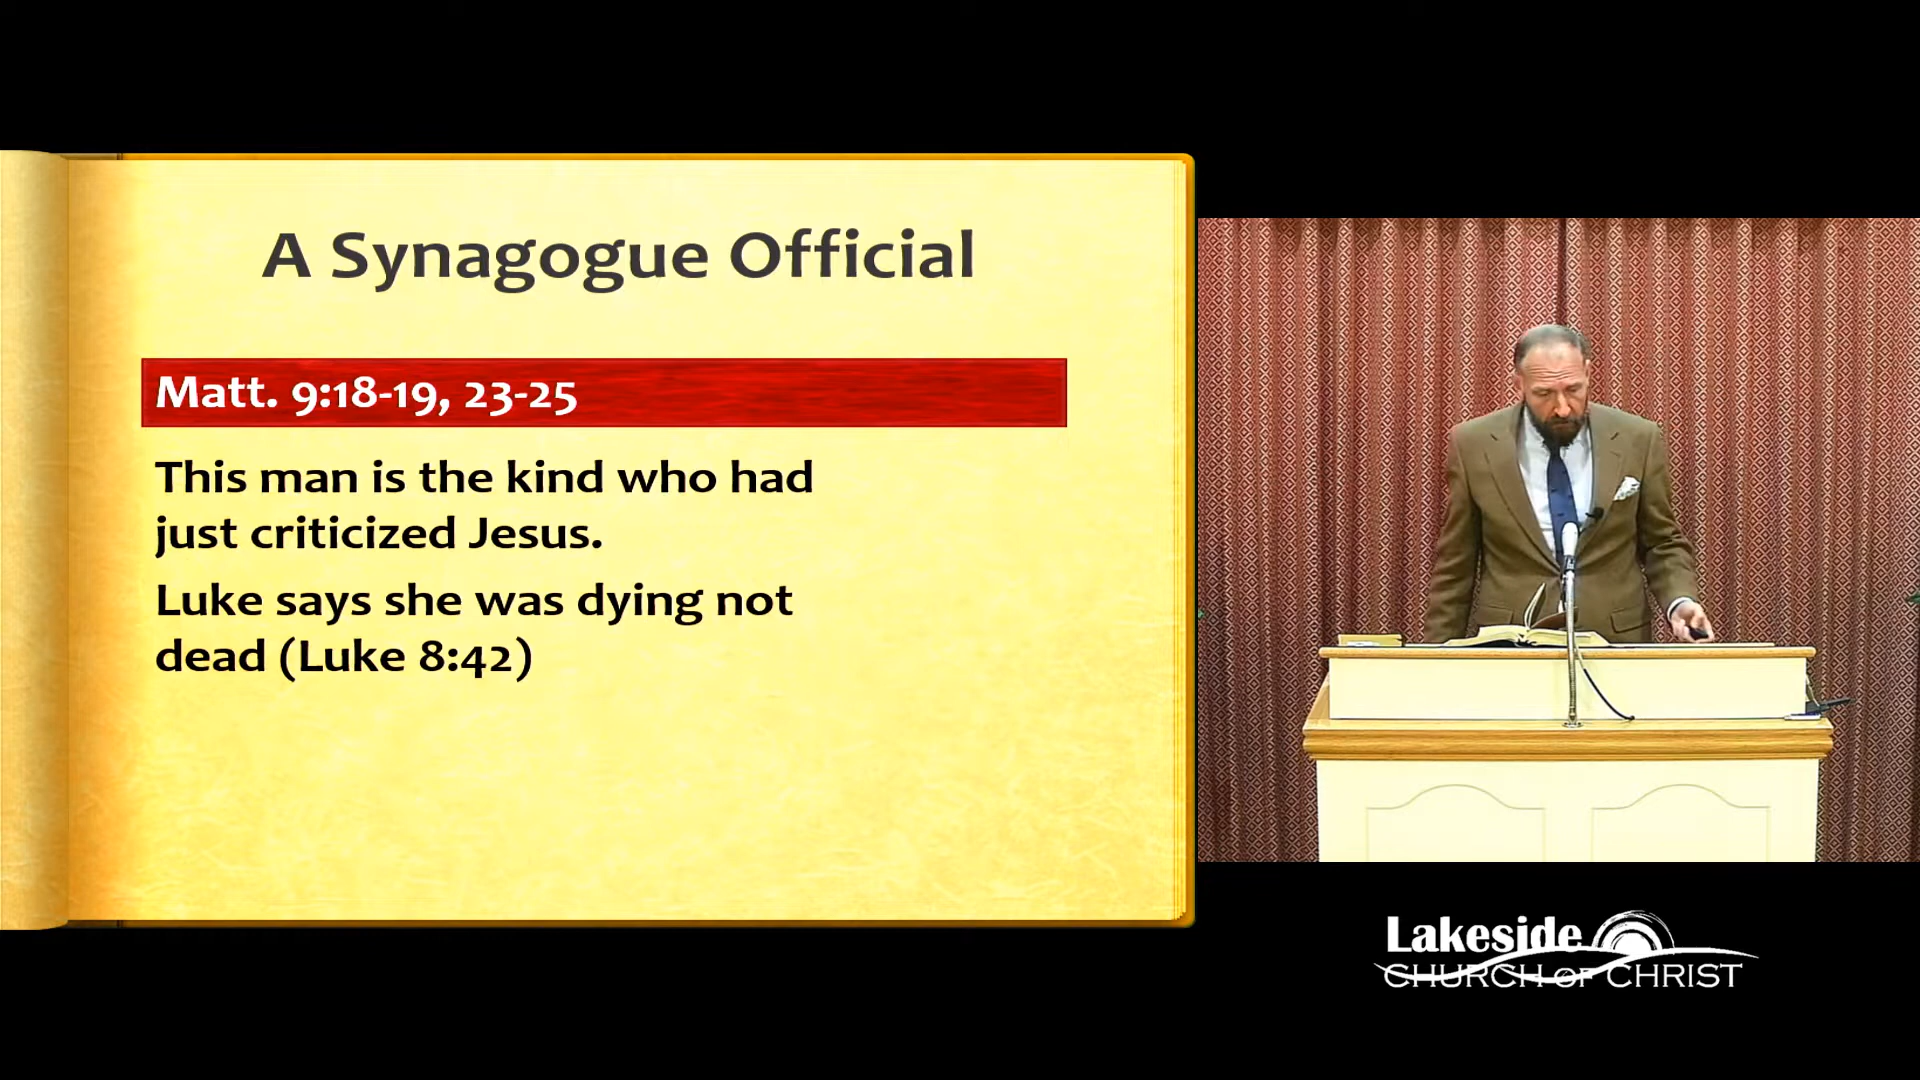 A Synagogue Official
Matt. 9:18-19, 23-25
This man is the kind who had
just criticized Jesus.
Luke says she was dying not
dead (Luke 8:42)
Lakeside
CHURCH OF CHRIST